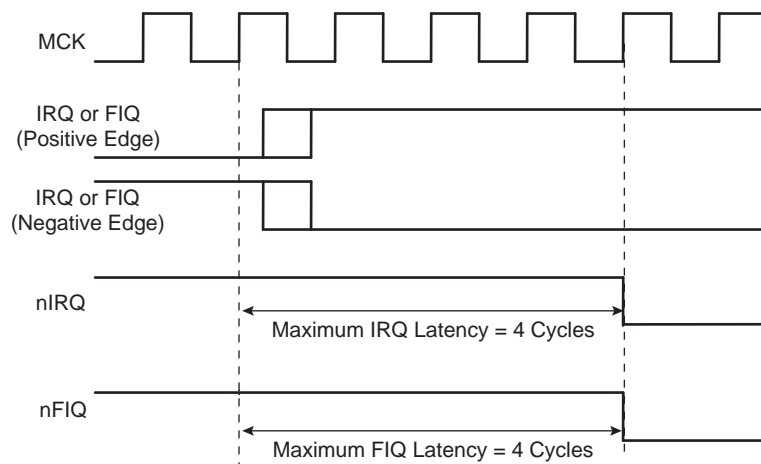 MCK
IRQ or FIQ
(Positive Edge)
IRQ or FIQ
(Negative Edge)
nIRQ
Maximum IRQ Latency = 4 Cycles
nFIQ
Maximum FIQ Latency = 4 Cycles